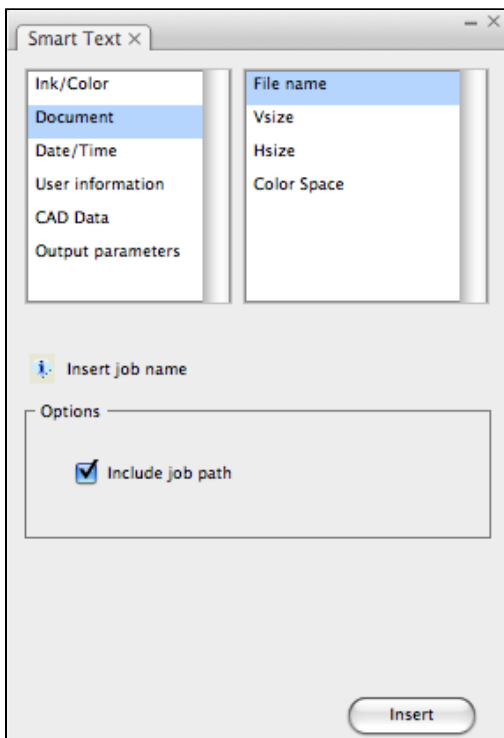 Smart Text
Ink/Color
Document
Date/Time
User information
CAD Data
Output parameters
File name
Vsize
Hsize
Color Space
Insert job name
Options
Include job path
Insert